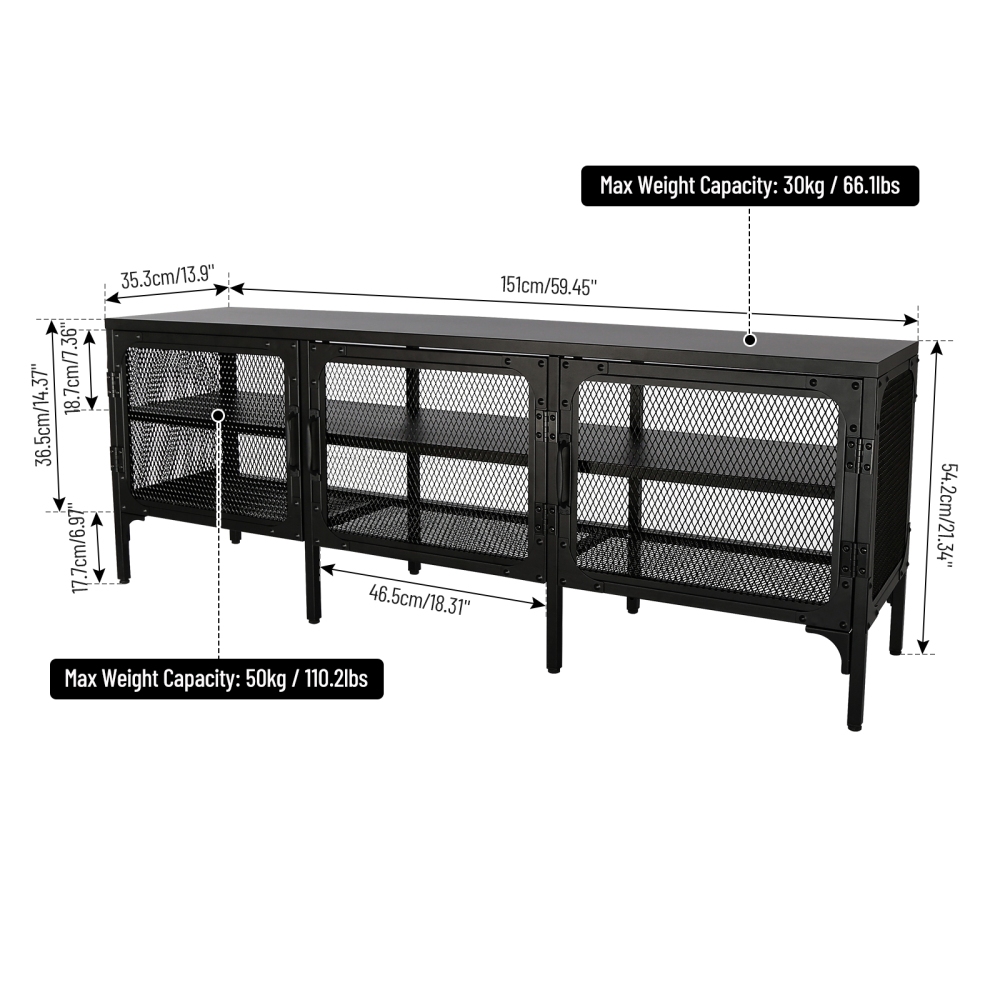 Max Weight Capacity: 30kg / 66.1lbs
35.3cm/13.9"
151cm/59.45"
18.7cm/7.36"
36.5cm/14.37"
54.2cm/21.34"
17.7cm/6.97"
46.5cm/18.31"
Max Weight Capacity: 50kg / 110.2lbs